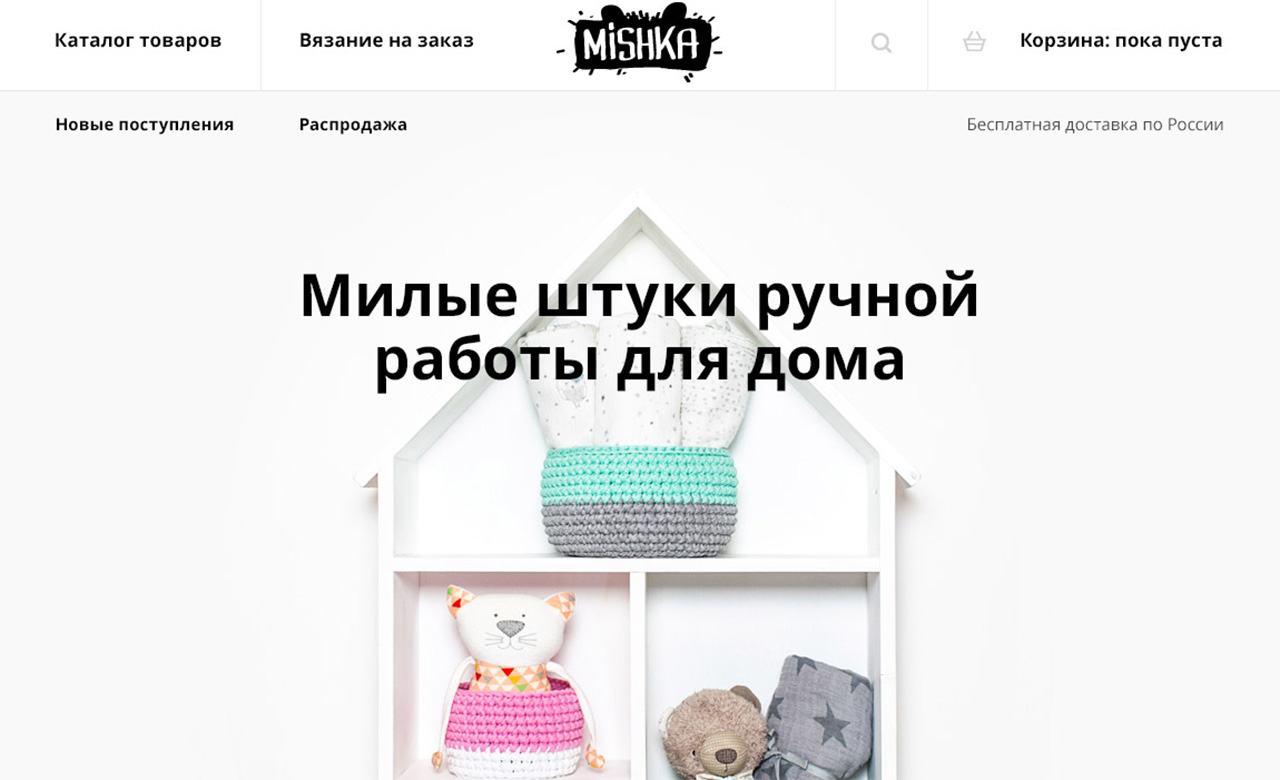 Каталог товаров
Вязание на заказ
MiSHKA
Корзина: пока пуста
Новые поступления
Распродажа
Бесплатная доставка по России
Милые штуки ручной
работы для дома